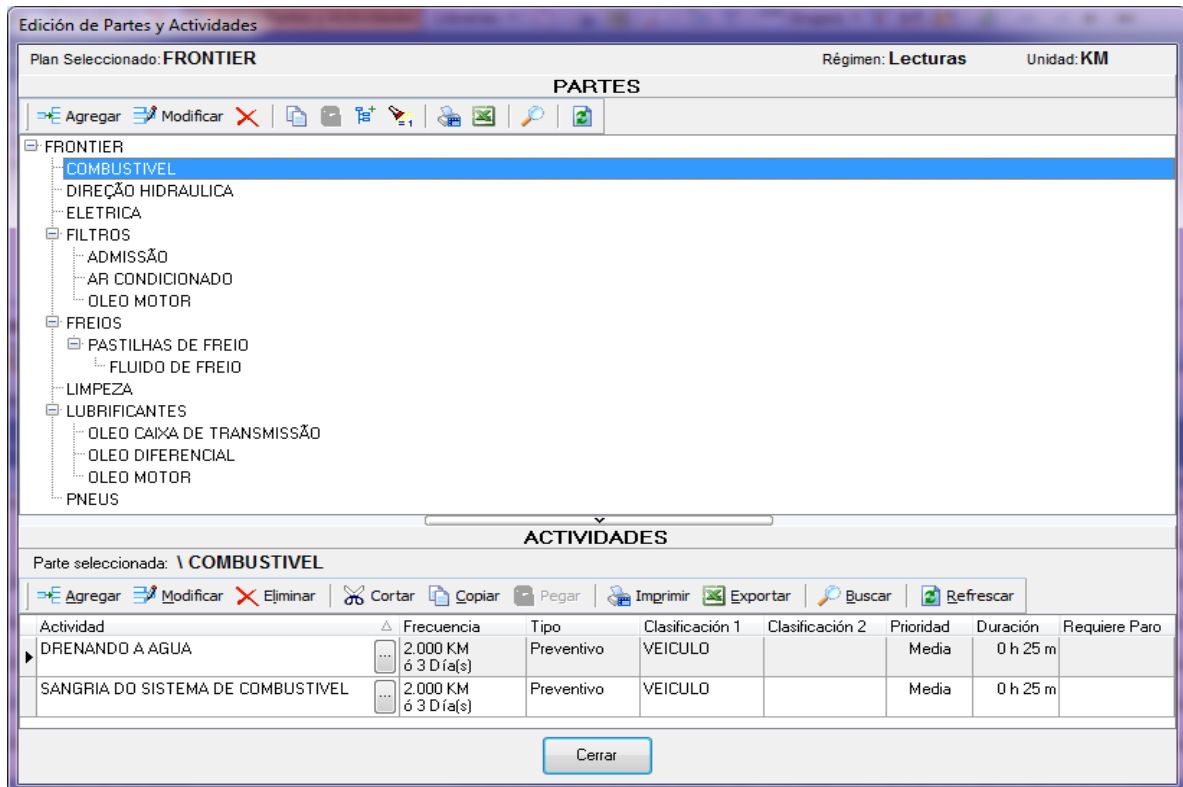 Edición de Partes y Actividades
Plan Seleccionado: FRONTIER Régimen: Lecturas Unidad: KM
PARTES
Agregar Modificar
FRONTIER
COMBUSTIVEL
DIREÇÃO HIDRAULICA
ELETRICA
FILTROS
ADMISSÃO
AR CONDICIONADO
OLEO MOTOR
FREIOS
PASTILHAS DE FREIO
FLUIDO DE FREIO
LIMPEZA
LUBRIFICANTES
OLEO CAIXA DE TRANSMISSÃO
OLEO DIFERENCIAL
OLEO MOTOR
PNEUS
ACTIVIDADES
Parte seleccionada: \ COMBUSTIVEL
Agregar Modificar Eliminar Cortar Copiar Pegar Imprimir Exportar Buscar Refrescar
Actividad Frecuencia Tipo Clasificación 1 Clasificación 2 Prioridad Duración Requiere Paro
DRENANDO A AGUA ... 2.000 KM Preventivo VEICULO Media 0 h 25 m
ó 3 Día(s)
SANGRIA DO SISTEMA DE COMBUSTIVEL ... 2.000 KM Preventivo VEICULO Media 0 h 25 m
ó 3 Día(s)
Cerrar